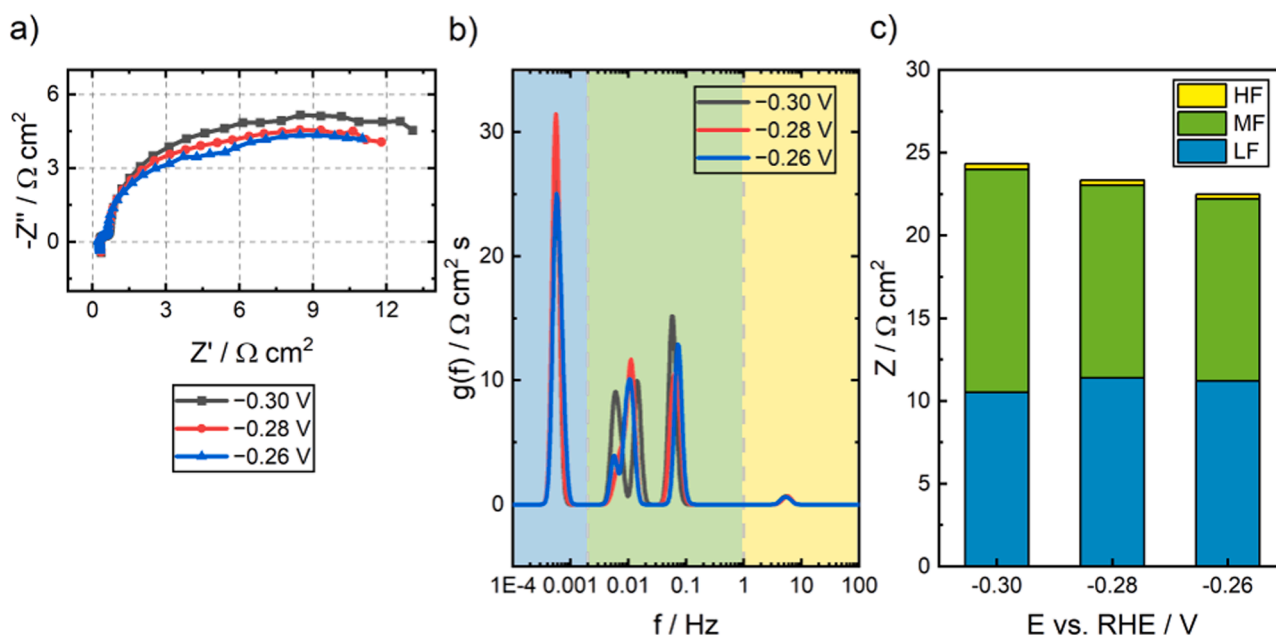 a)
-Z'' / Ω cm²
6
3
0
0 3 6 9 12
Z' / Ω cm²
−0.30 V
−0.28 V
−0.26 V
b)
g(f) / Ω cm² s
30
20
10
0
−0.30 V
−0.28 V
−0.26 V
1E-4 0.001 0.01 0.1 1 10 100
f / Hz
c)
Z / Ω cm²
30
25
20
15
10
5
0
HF
MF
LF
-0.30 -0.28 -0.26
E vs. RHE / V